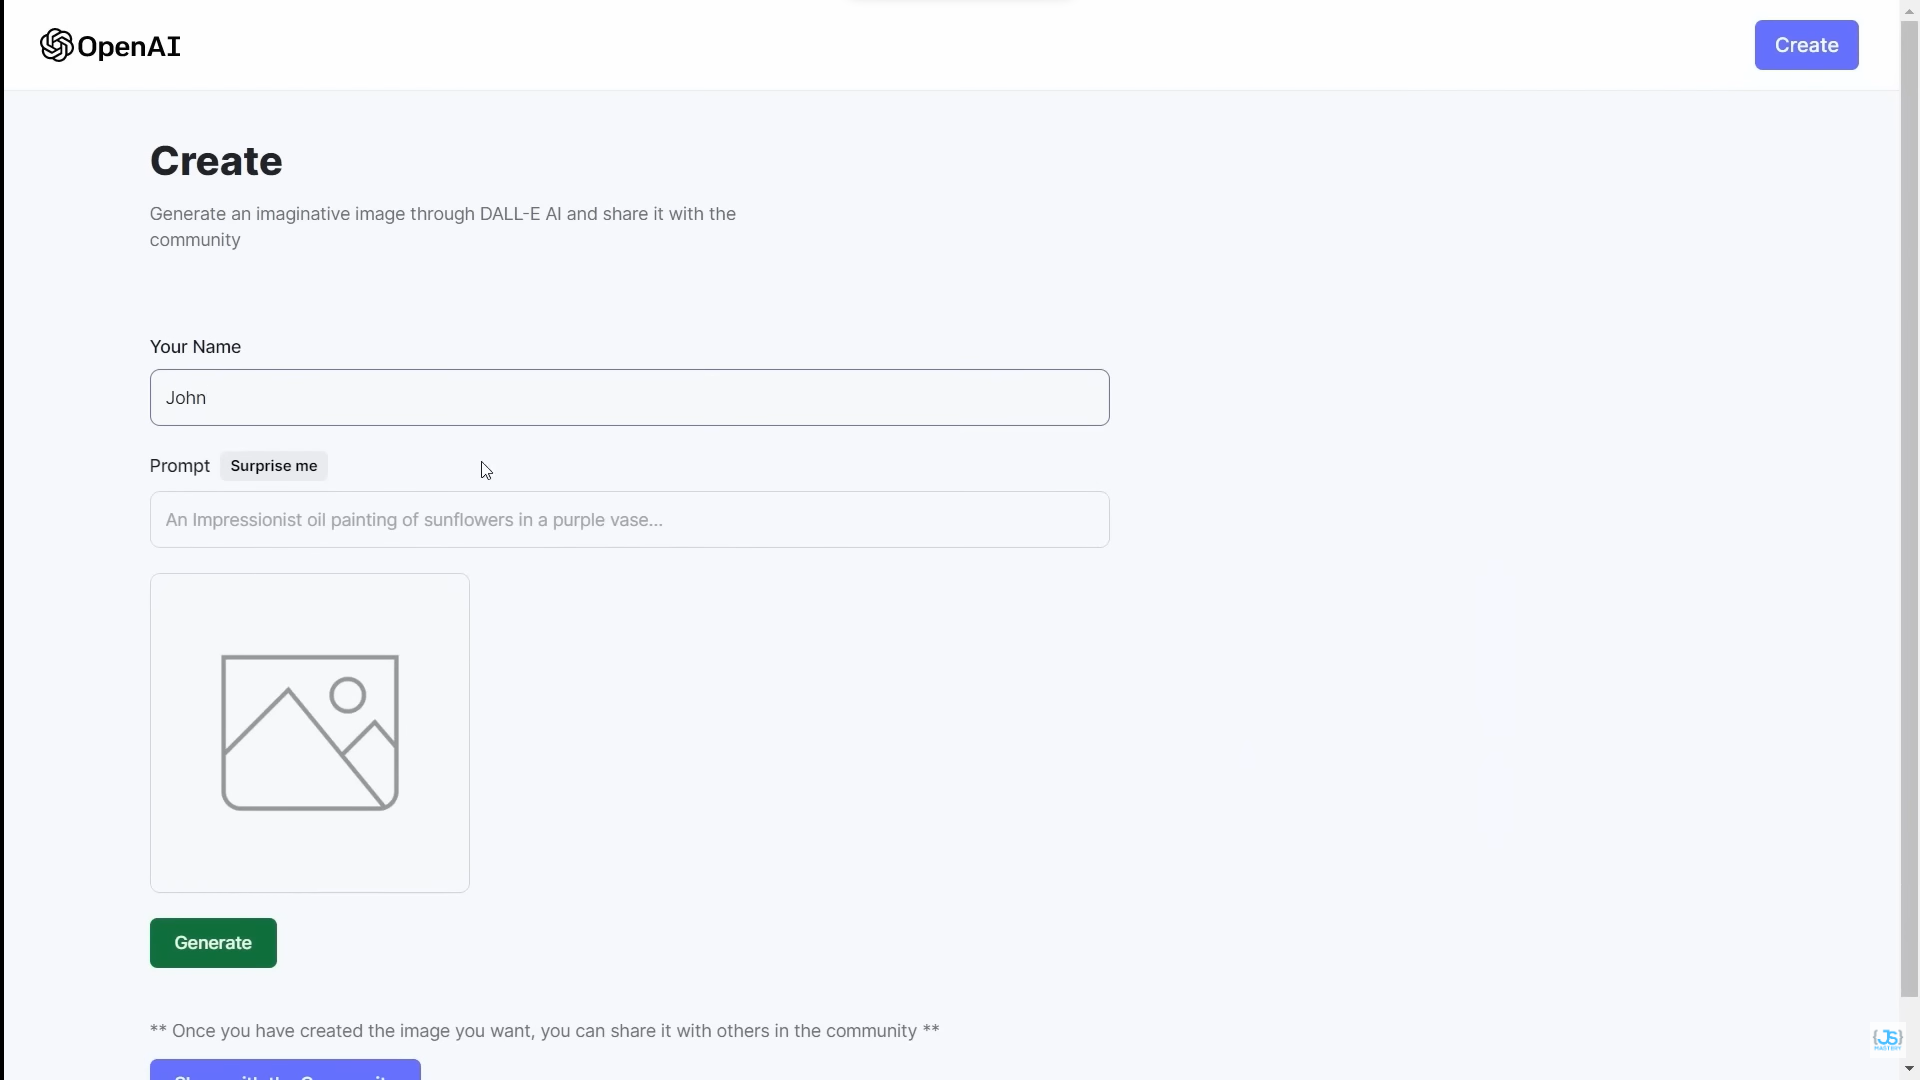 OpenAI
Create
Create
Generate an imaginative image through DALL-E AI and share it with the
community
Your Name
John
Prompt Surprise me
An Impressionist oil painting of sunflowers in a purple vase...
Generate
** Once you have created the image you want, you can share it with others in the community **
{JS}
MASTERY